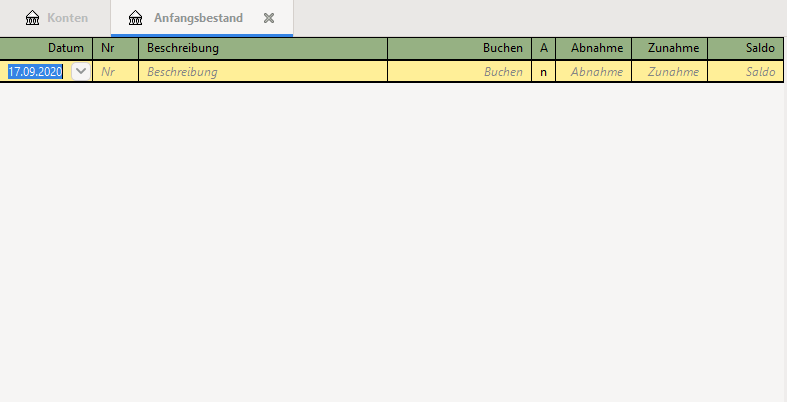 Konten Anfangsbestand
Datum Nr Beschreibung Buchen A Abnahme Zunahme Saldo
17.09.2020 Nr Beschreibung Buchen n Abnahme Zunahme Saldo